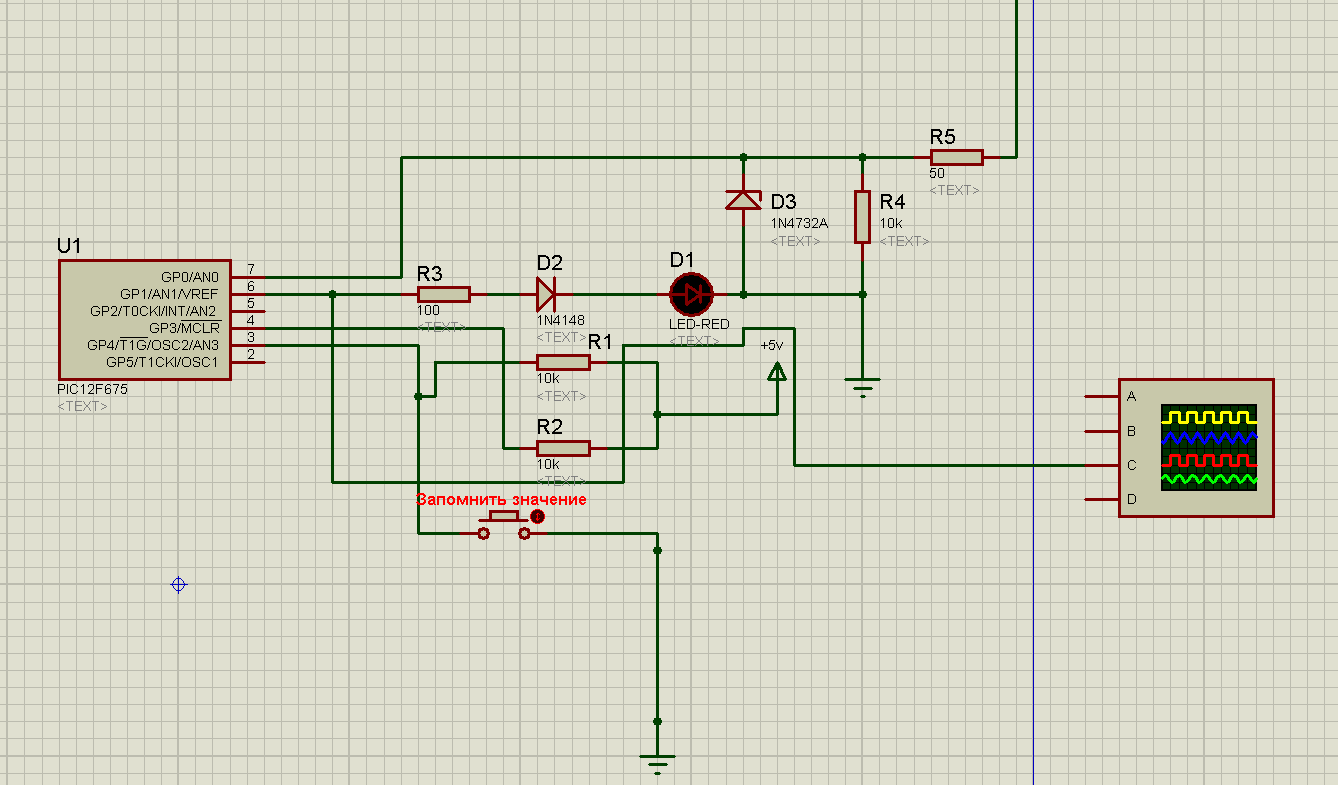 R5
50
<TEXT>
D3
1N4732A
<TEXT>
R4
10k
<TEXT>
U1
GP0/AN0
GP1/AN1/VREF
GP2/T0CKI/INT/AN2
GP3/MCLR
GP4/T1G/OSC2/AN3
GP5/T1CKI/OSC1
7
6
5
4
3
2
PIC12F675
<TEXT>
R3
100
<TEXT>
D2
1N4148
<TEXT>
D1
LED-RED
<TEXT>
R1
10k
<TEXT>
+5v
R2
10k
<TEXT>
Запомнить значение
A
B
C
D